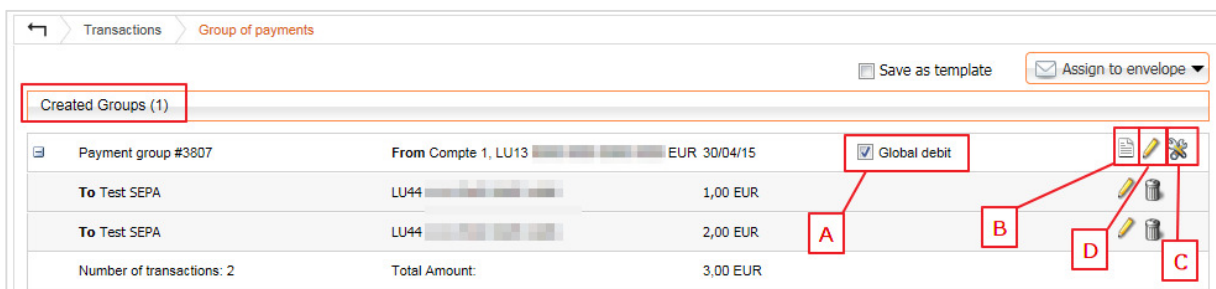 Transactions Group of payments
Save as template Assign to envelope
Created Groups (1)
Payment group #3807 From Compte 1, LU13 EUR 30/04/15 Global debit
To Test SEPA LU44 1,00 EUR
To Test SEPA LU44 2,00 EUR
A B D C
Number of transactions: 2 Total Amount: 3,00 EUR